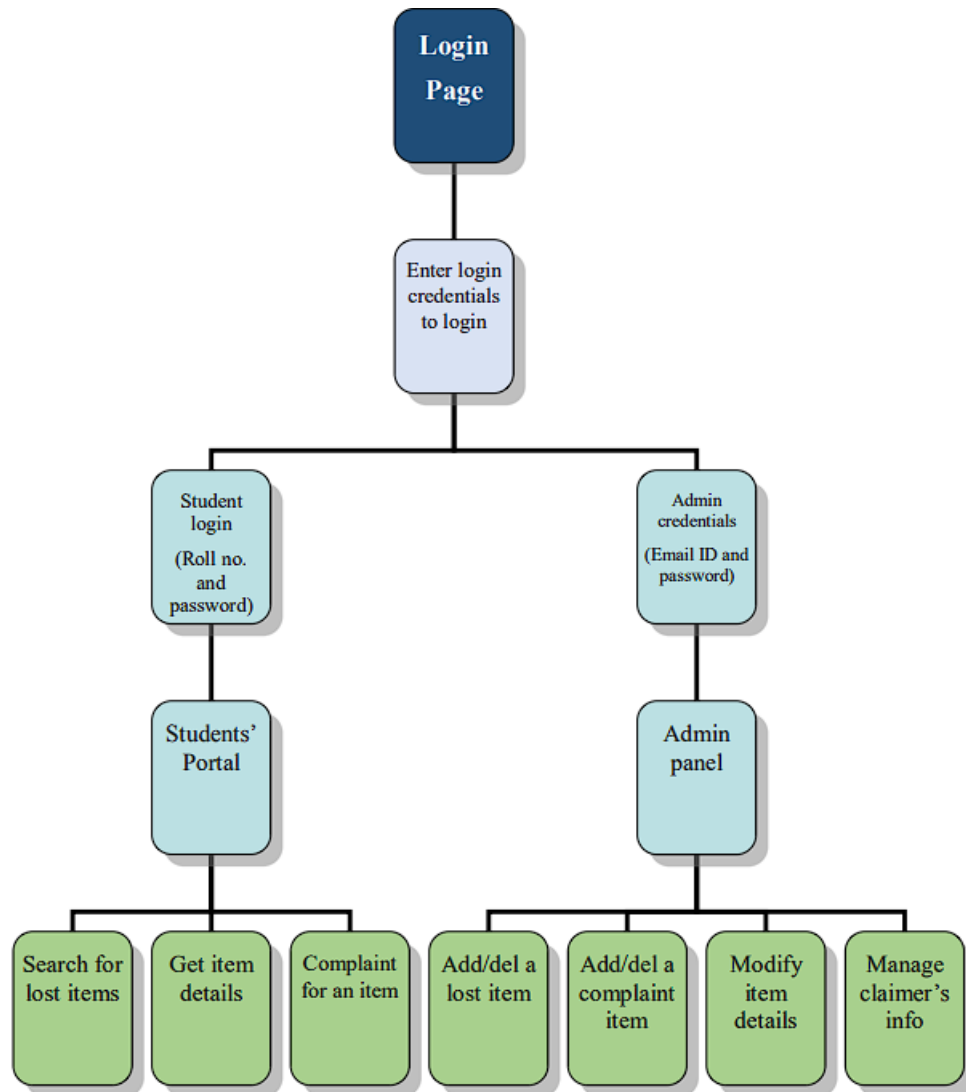 Login
Page
Enter login
credentials
to login
Student
login
(Roll no.
and
password)
Admin
credentials
(Email ID and
password)
Students’
Portal
Admin
panel
Search for
lost items
Get item
details
Complaint
for an item
Add/del a
lost item
Add/del a
complaint
item
Modify
item
details
Manage
claimer’s
info